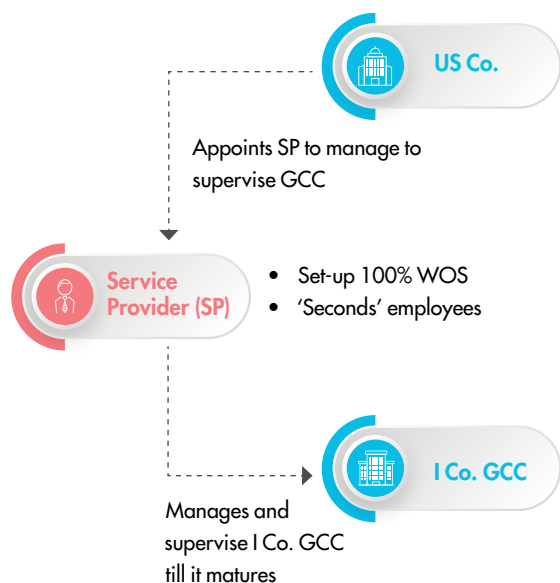 US Co.
Appoints SP to manage to
supervise GCC
Service
Provider (SP)
• Set-up 100% WOS
• ‘Seconds’ employees
I Co. GCC
Manages and
supervise I Co. GCC
till it matures